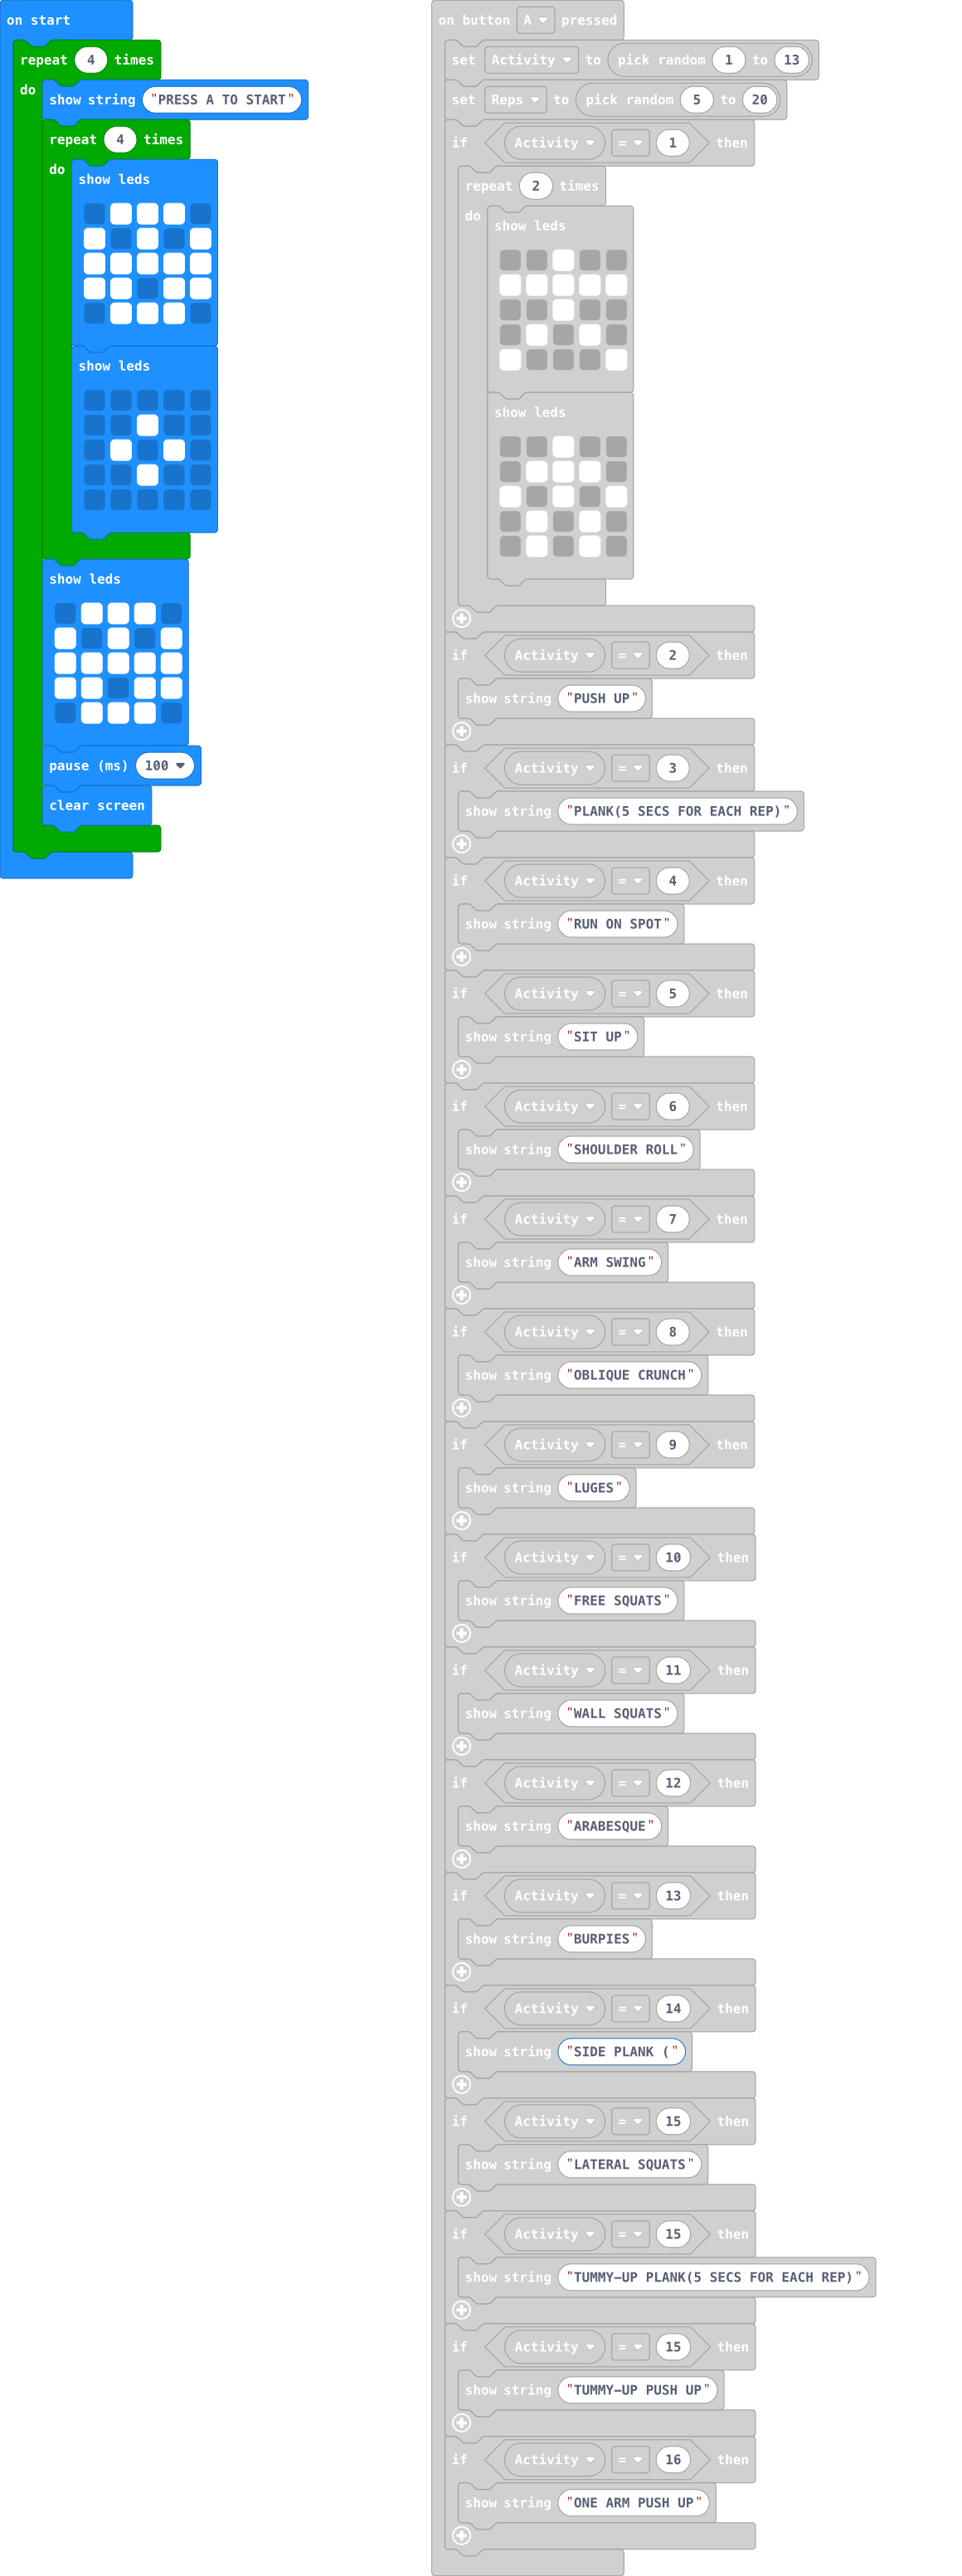 on start
repeat 4 times
do
show string "PRESS A TO START"
repeat 4 times
do
show leds
show leds
show leds
pause (ms) 100
clear screen
on button A pressed
set Activity to pick random 1 to 13
set Reps to pick random 5 to 20
if Activity = 1 then
repeat 2 times
do
show leds
show leds
if Activity = 2 then
show string "PUSH UP"
if Activity = 3 then
show string "PLANK(5 SECS FOR EACH REP)"
if Activity = 4 then
show string "RUN ON SPOT"
if Activity = 5 then
show string "SIT UP"
if Activity = 6 then
show string "SHOULDER ROLL"
if Activity = 7 then
show string "ARM SWING"
if Activity = 8 then
show string "OBLIQUE CRUNCH"
if Activity = 9 then
show string "LUGES"
if Activity = 10 then
show string "FREE SQUATS"
if Activity = 11 then
show string "WALL SQUATS"
if Activity = 12 then
show string "ARABESQUE"
if Activity = 13 then
show string "BURPIES"
if Activity = 14 then
show string "SIDE PLANK ("
if Activity = 15 then
show string "LATERAL SQUATS"
if Activity = 15 then
show string "TUMMY-UP PLANK(5 SECS FOR EACH REP)"
if Activity = 15 then
show string "TUMMY-UP PUSH UP"
if Activity = 16 then
show string "ONE ARM PUSH UP"